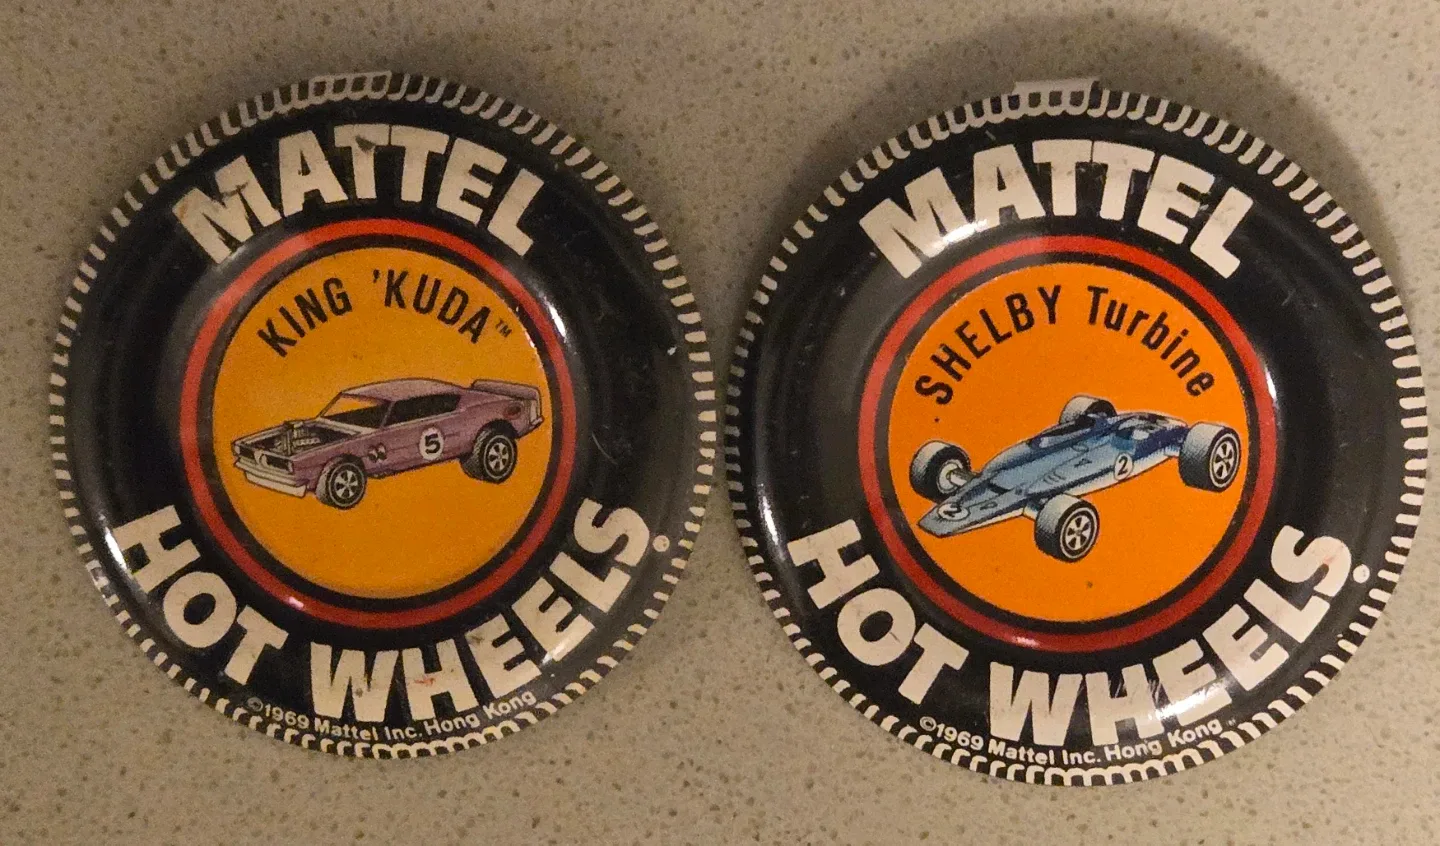 MATTEL
KING 'KUDA™
5
HOT WHEELS®
©1969 Mattel Inc. Hong Kong
MATTEL
SHELBY Turbine
2
2
HOT WHEELS®
©1969 Mattel Inc. Hong Kong